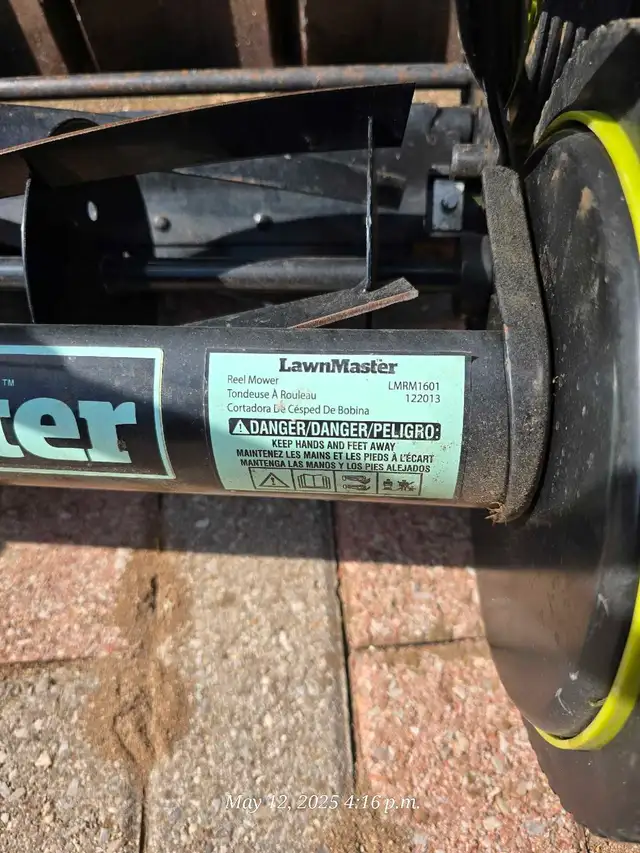 ™
ter
LawnMaster
Reel Mower LMRM1601
Tondeuse À Rouleau 122013
Cortadora De Césped De Bobina
DANGER/DANGER/PELIGRO:
KEEP HANDS AND FEET AWAY
MAINTENEZ LES MAINS ET LES PIEDS À L'ÉCART
MANTENGA LAS MANOS Y LOS PIES ALEJADOS
May 12, 2025 4:16 p.m.